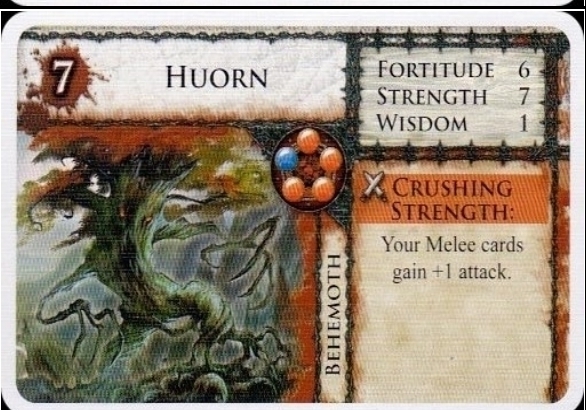 7
HUORN
FORTITUDE 6
STRENGTH 7
WISDOM 1
CRUSHING
STRENGTH:
Your Melee cards
gain +1 attack.
BEHEMOTH